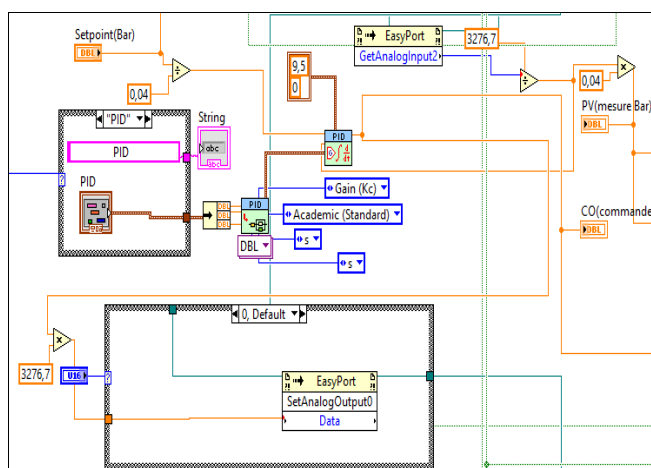 Setpoint(Bar)
DBL
0,04
÷
EasyPort
GetAnalogInput2
3276,7
÷
0,04
x
9,5
0
PV(mesure Bar)
DBL
"PID"
PID
String
abc
PID
PID
Gain (Kc)
CO(commande
DBL
?
PID
DBL
DBL
DBL
PID
Academic (Standard)
DBL
s
s
0, Default
x
3276,7
U16
?
EasyPort
SetAnalogOutput0
Data